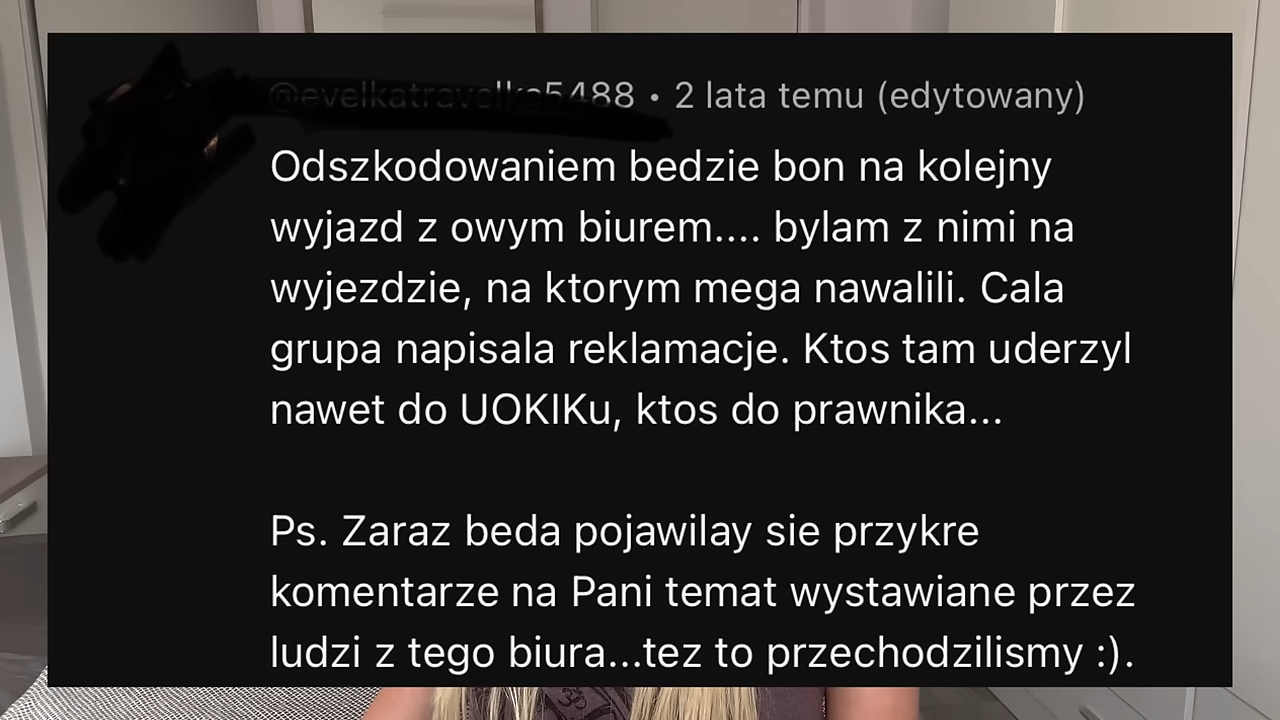 • 2 lata temu (edytowany)
Odszkodowaniem bedzie bon na kolejny
wyjazd z owym biurem.... bylam z nimi na
wyjezdzie, na ktorym mega nawalili. Cala
grupa napisala reklamacje. Ktos tam uderzyl
nawet do UOKIKu, ktos do prawnika...
Ps. Zaraz beda pojawilay sie przykre
komentarze na Pani temat wystawiane przez
ludzi z tego biura...tez to przechodzilismy :).